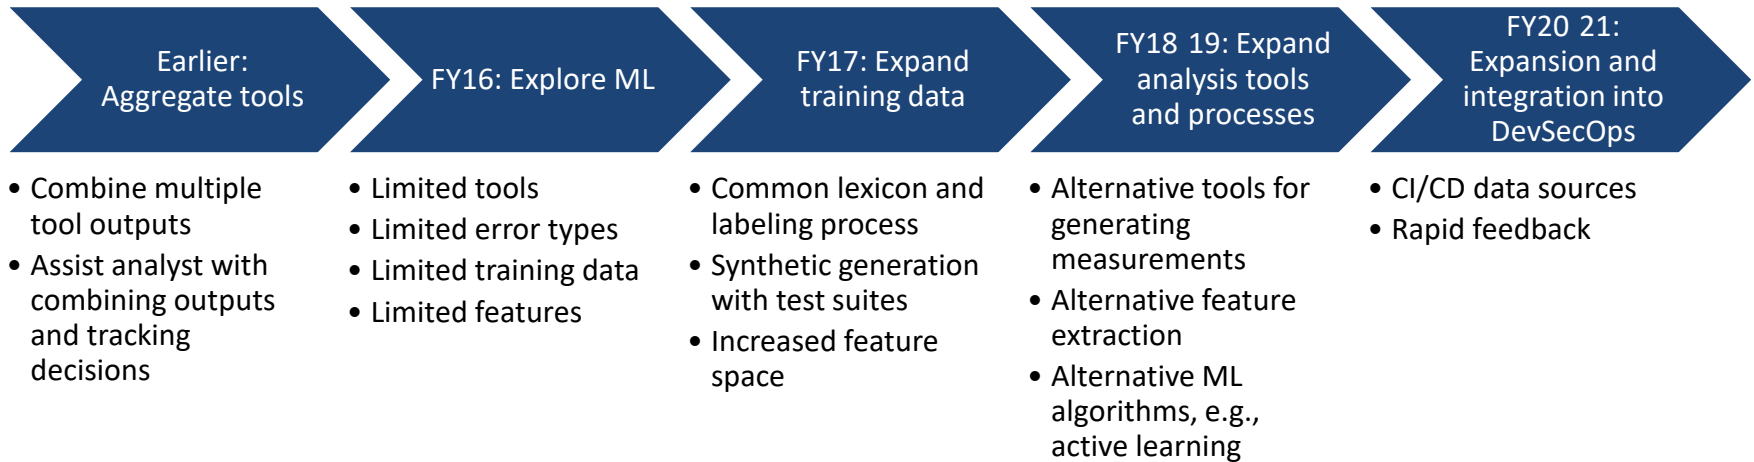 Earlier:
Aggregate tools
• Combine multiple
tool outputs
• Assist analyst with
combining outputs
and tracking
decisions
FY16: Explore ML
• Limited tools
• Limited error types
• Limited training data
• Limited features
FY17: Expand
training data
• Common lexicon and
labeling process
• Synthetic generation
with test suites
• Increased feature
space
FY18 19: Expand
analysis tools
and processes
• Alternative tools for
generating
measurements
• Alternative feature
extraction
• Alternative ML
algorithms, e.g.,
active learning
FY20 21:
Expansion and
integration into
DevSecOps
• CI/CD data sources
• Rapid feedback